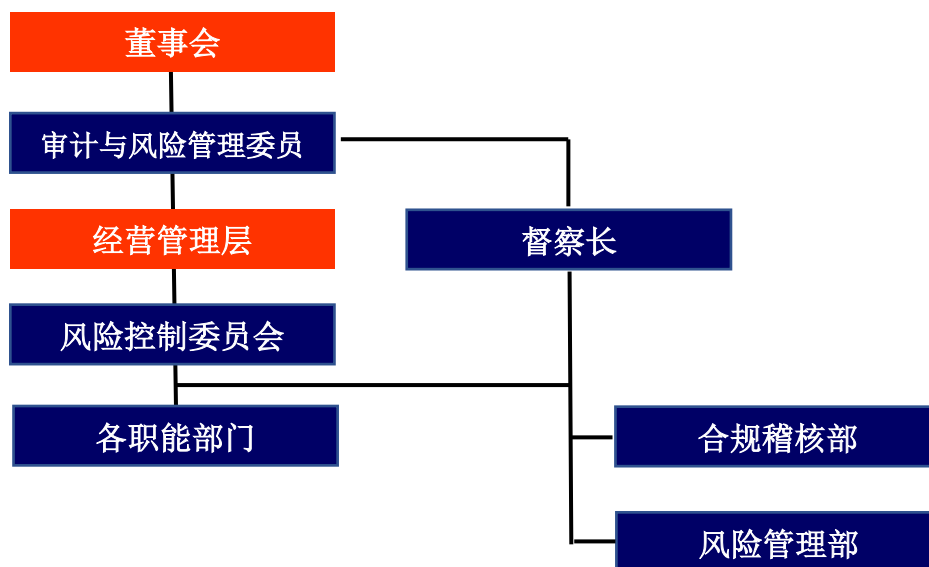 董事会
审计与风险管理委员
经营管理层
督察长
风险控制委员会
各职能部门
合规稽核部
风险管理部